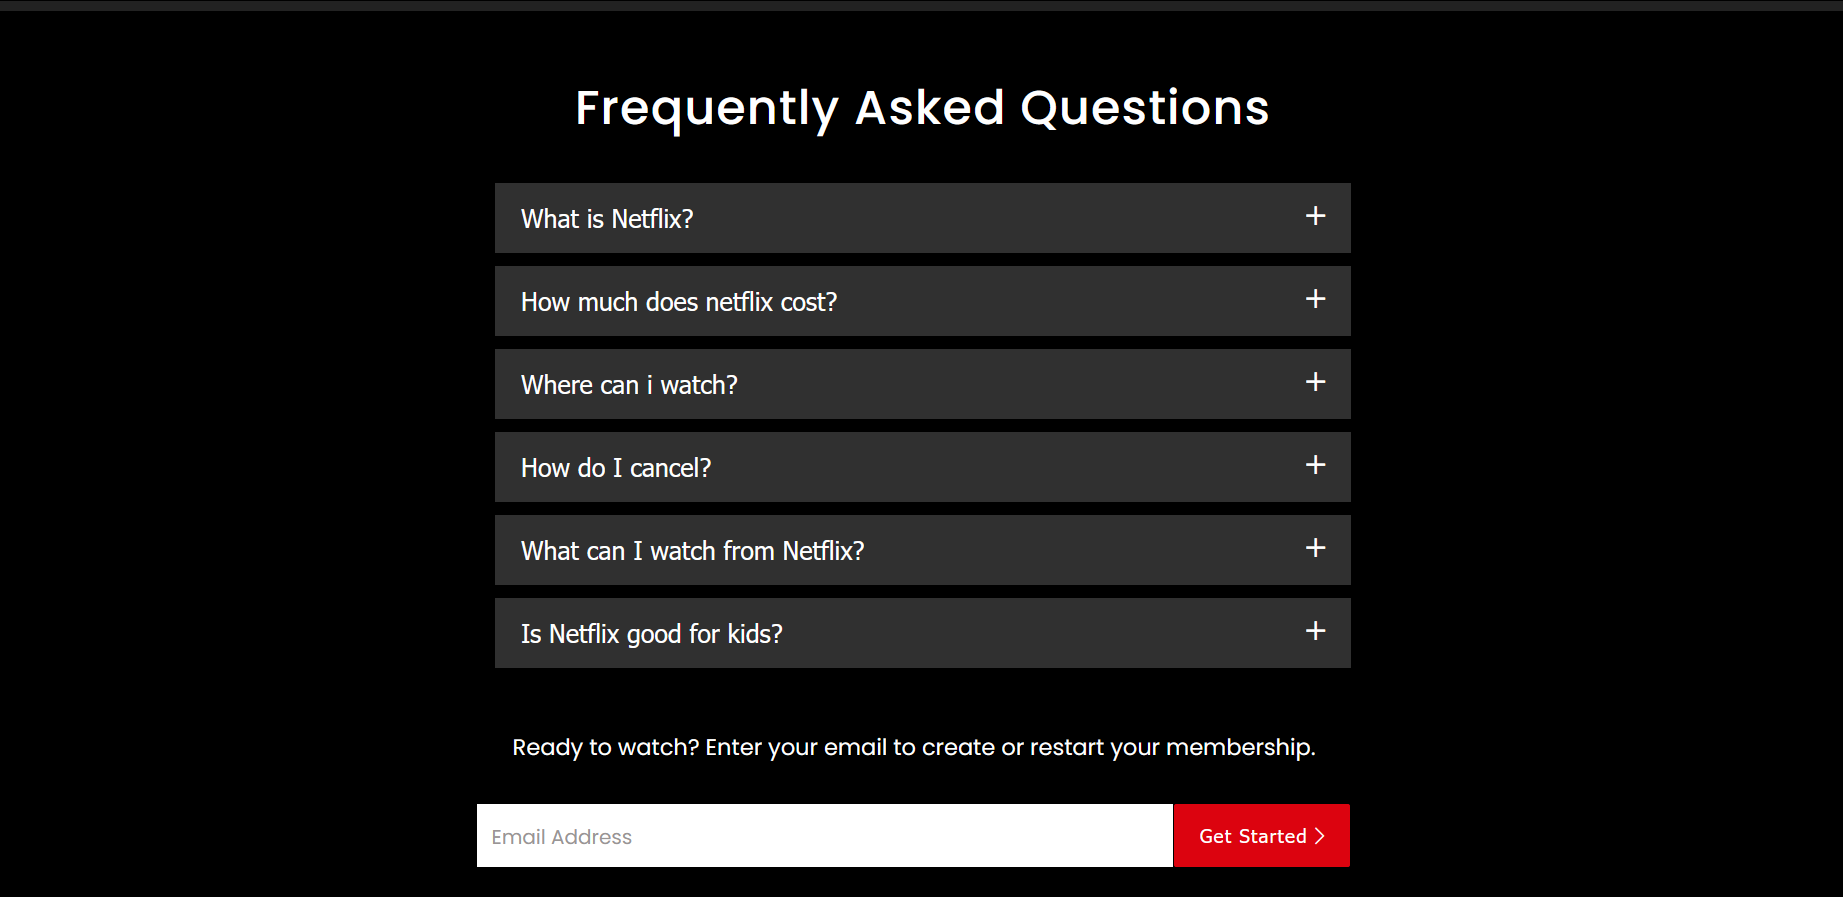 Frequently Asked Questions
What is Netflix?
How much does netflix cost?
Where can i watch?
How do I cancel?
What can I watch from Netflix?
Is Netflix good for kids?
Ready to watch? Enter your email to create or restart your membership.
Email Address
Get Started